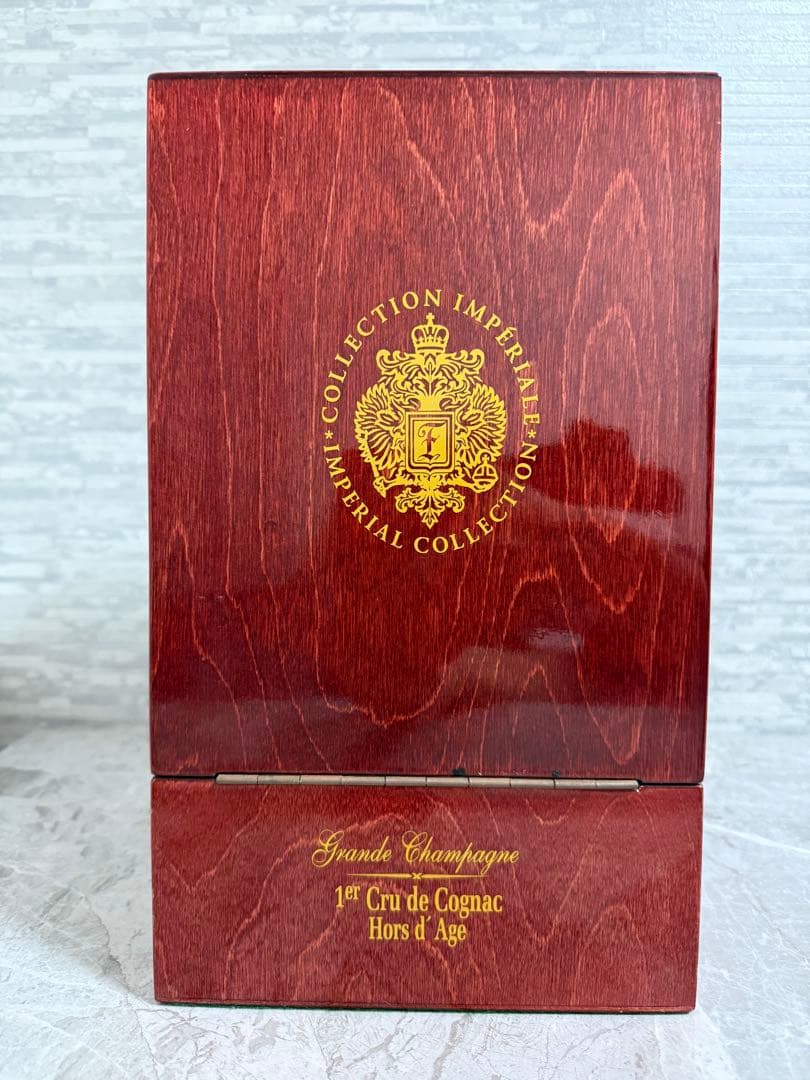 COLLECTION IMPÉRIALE
F
* IMPERIAL COLLECTION *
Grande Champagne
1er Cru de Cognac
Hors d´Age